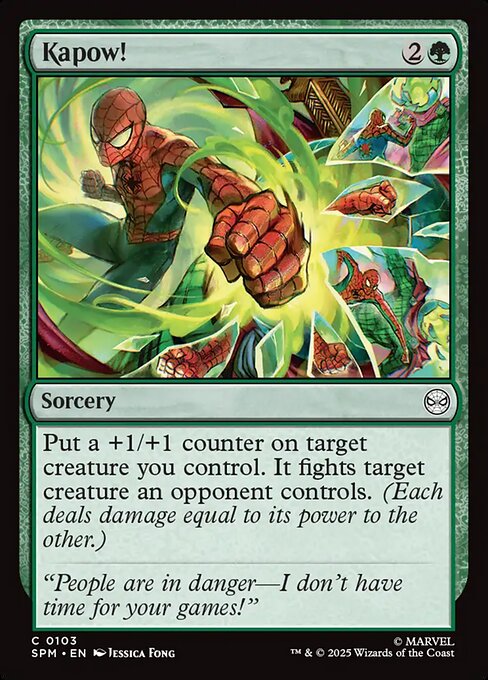 Kapow! 2
Sorcery
Put a +1/+1 counter on target
creature you control. It fights target
creature an opponent controls. (Each
deals damage equal to its power to the
other.)
“People are in danger—I don’t have
time for your games!”
C 0103 © MARVEL
SPM • EN Jessica Fong ™ & © 2025 Wizards of the Coast